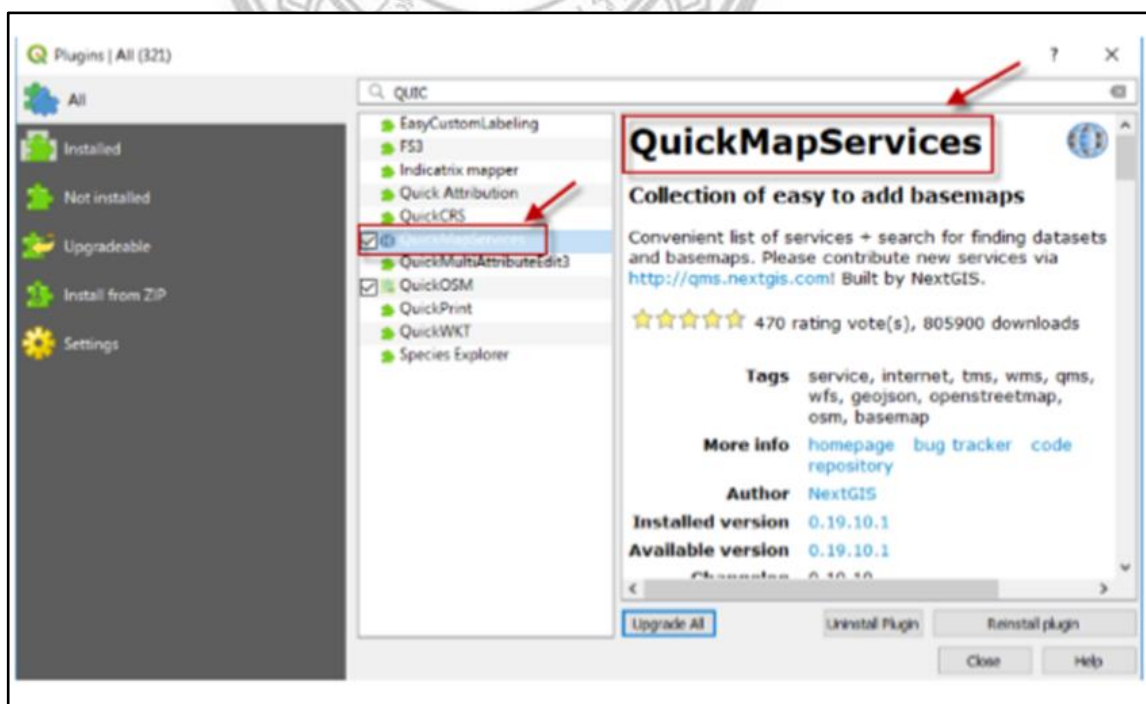 Plugins | All (321)
? ×
All
Installed
Not installed
Upgradeable
Install from ZIP
Settings
QUIC
EasyCustomLabeling
FS3
Indicatrix mapper
Quick Attribution
QuickCRS
QuickMapServices
QuickMultiAttributeEdit3
QuickOSM
QuickPrint
QuickWKT
Species Explorer
QuickMapServices
Collection of easy to add basemaps
Convenient list of services + search for finding datasets
and basemaps. Please contribute new services via
http://qms.nextgis.com! Built by NextGIS.
470 rating vote(s), 805900 downloads
Tags service, internet, tms, wms, qms,
wfs, geojson, openstreetmap,
osm, basemap
More info homepage bug tracker code
repository
Author NextGIS
Installed version 0.19.10.1
Available version 0.19.10.1
Upgrade All Uninstall Plugin Reinstall plugin
Close Help